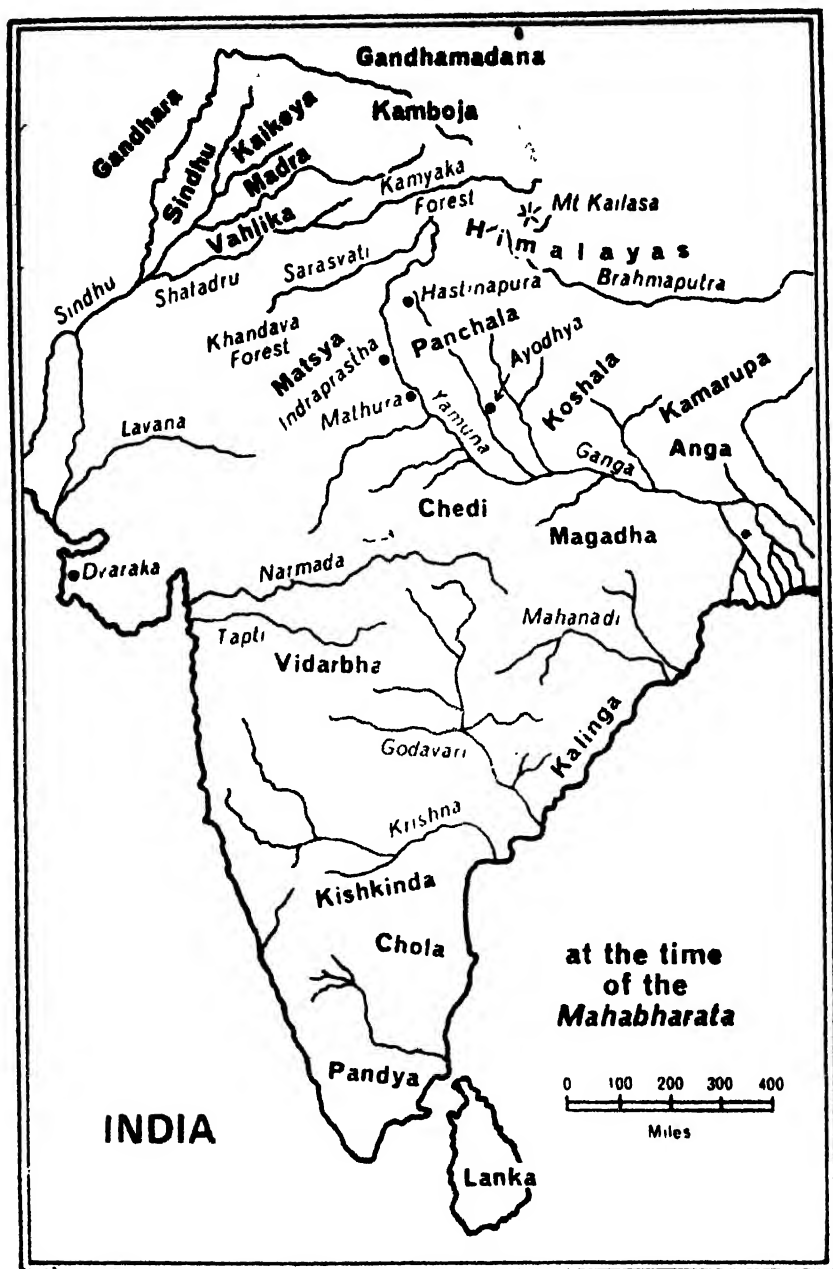 Gandhamadana
Gandhara
Sindhu
Kaikeya
Kamboja
Madra
Kamyaka
Forest
Vahlika
Mt Kailasa
Himalayas
Sindhu
Shatadru
Sarasvati
Brahmaputra
Hastinapura
Khandava
Forest
Matsya
Panchala
Indraprastha
Ayodhya
Koshala
Kamarupa
Mathura
Yamuna
Lavana
Ganga
Anga
Chedi
Magadha
Dvaraka
Narmada
Tapti
Vidarbha
Mahanadi
Godavari
Kalinga
Krishna
Kishkinda
Chola
at the time
of the
Mahabharata
Pandya
0 100 200 300 400
Miles
INDIA
Lanka